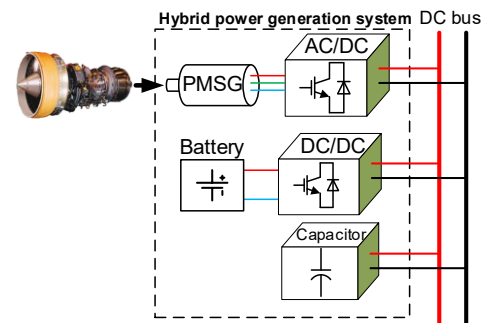 Hybrid power generation system
DC bus
AC/DC
PMSG
Battery
DC/DC
Capacitor